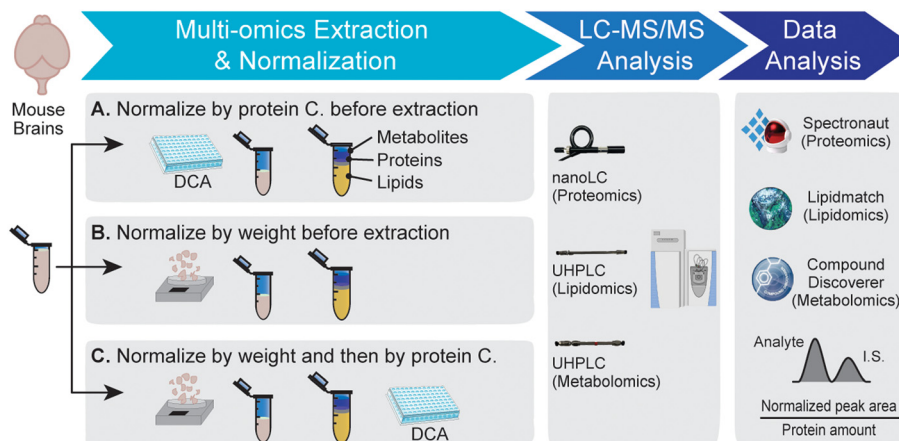 Multi-omics Extraction
& Normalization
LC-MS/MS
Analysis
Data
Analysis
Mouse
Brains
A. Normalize by protein C. before extraction
DCA
Metabolites
Proteins
Lipids
B. Normalize by weight before extraction
C. Normalize by weight and then by protein C.
DCA
nanoLC
(Proteomics)
UHPLC
(Lipidomics)
UHPLC
(Metabolomics)
Spectronaut
(Proteomics)
Lipidmatch
(Lipidomics)
Compound
Discoverer
(Metabolomics)
Analyte
I.S.
Normalized peak area
Protein amount